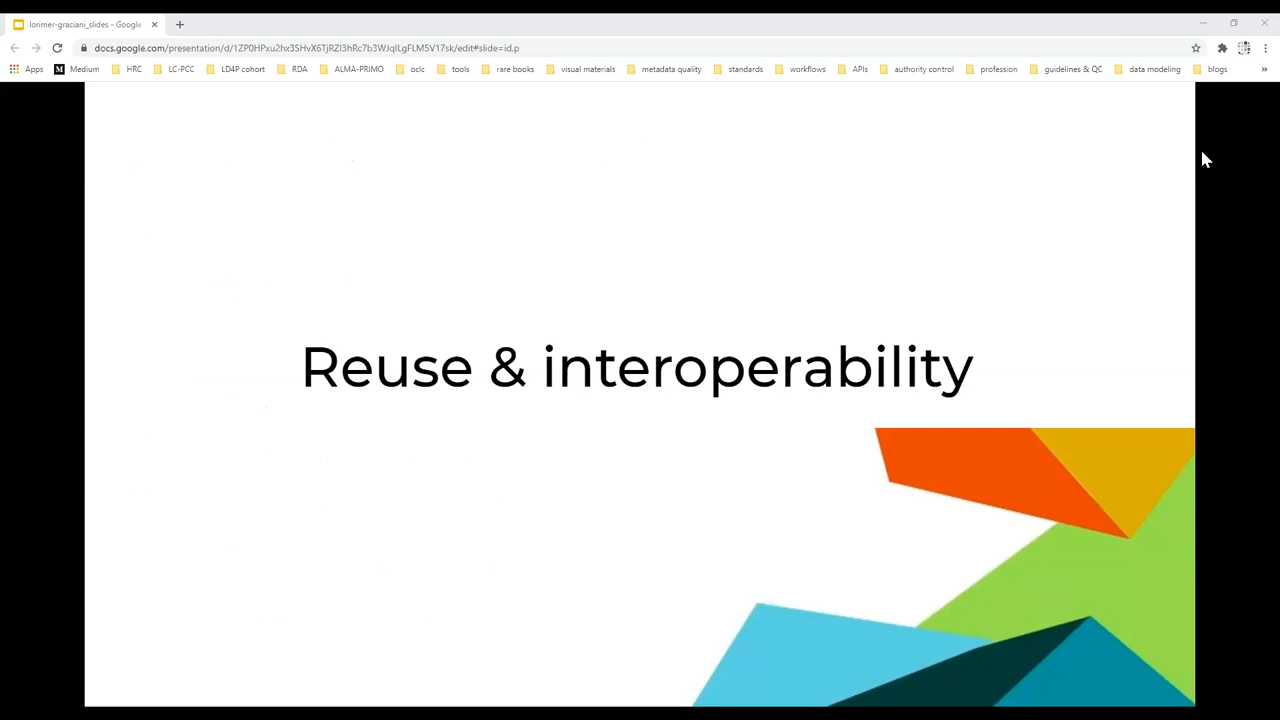 lorimer-graciani_slides - Google
docs.google.com/presentation/d/1ZP0HPxu2hx3SHvX6TjRZl3hRc7b3WJqlLgFLM5V17sk/edit#slide=id.p
Apps Medium HRC LC-PCC LD4P cohort RDA ALMA-PRIMO oclc tools rare books visual materials metadata quality standards workflows APIs authority control profession guidelines & QC data modeling blogs »
Reuse & interoperability